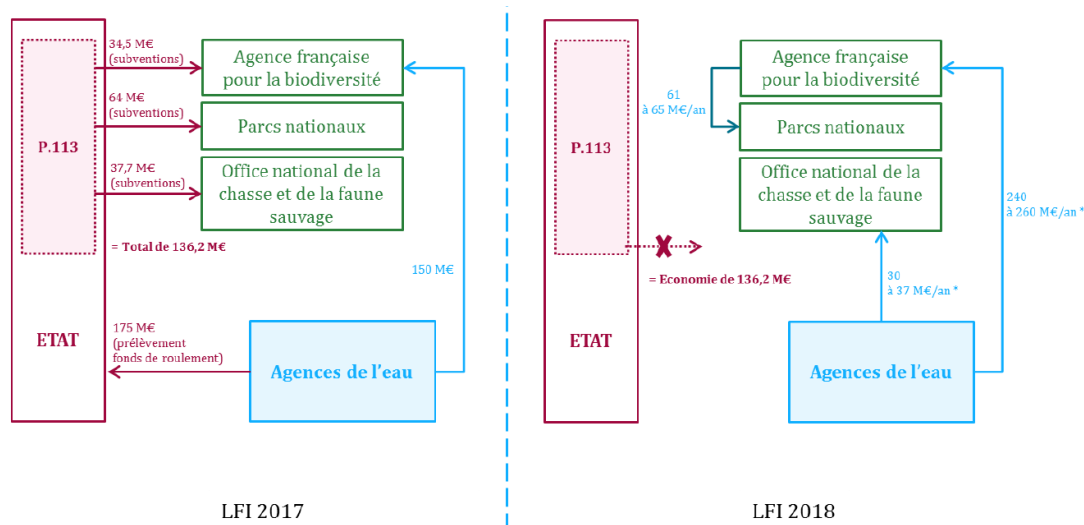 34,5 M€
(subventions)
Agence française
pour la biodiversité
64 M€
(subventions)
P.113
Parcs nationaux
37,7 M€
(subventions)
Office national de la
chasse et de la faune
sauvage
= Total de 136,2 M€
150 M€
ETAT
175 M€
(prélèvement
fonds de roulement)
Agences de l'eau
LFI 2017
Agence française
pour la biodiversité
61
à 65 M€/an
P.113
Parcs nationaux
Office national de la
chasse et de la faune
sauvage
240
à 260 M€/an *
= Economie de 136,2 M€
30
à 37 M€/an *
ETAT
Agences de l'eau
LFI 2018